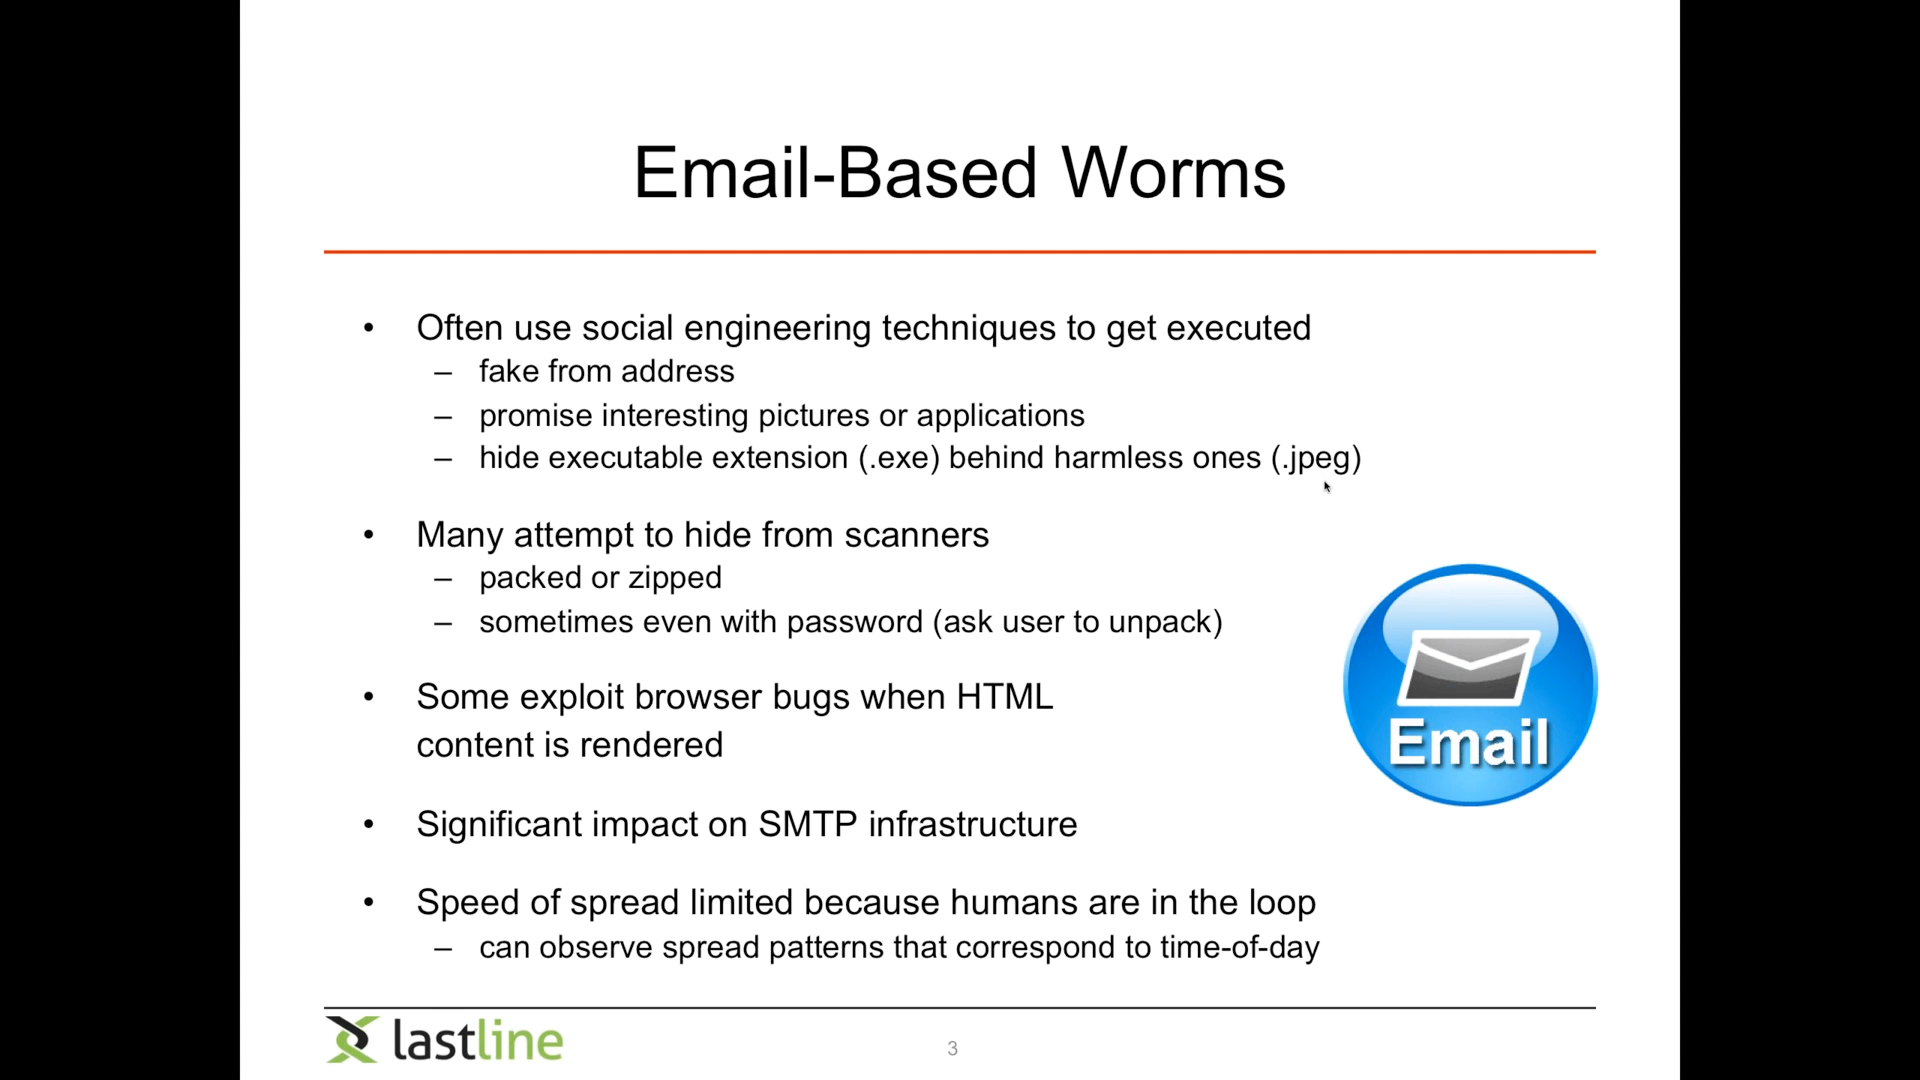 Email-Based Worms
• Often use social engineering techniques to get executed
– fake from address
– promise interesting pictures or applications
– hide executable extension (.exe) behind harmless ones (.jpeg)
• Many attempt to hide from scanners
– packed or zipped
– sometimes even with password (ask user to unpack)
• Some exploit browser bugs when HTML
content is rendered
• Significant impact on SMTP infrastructure
• Speed of spread limited because humans are in the loop
– can observe spread patterns that correspond to time-of-day
Email
lastline
3